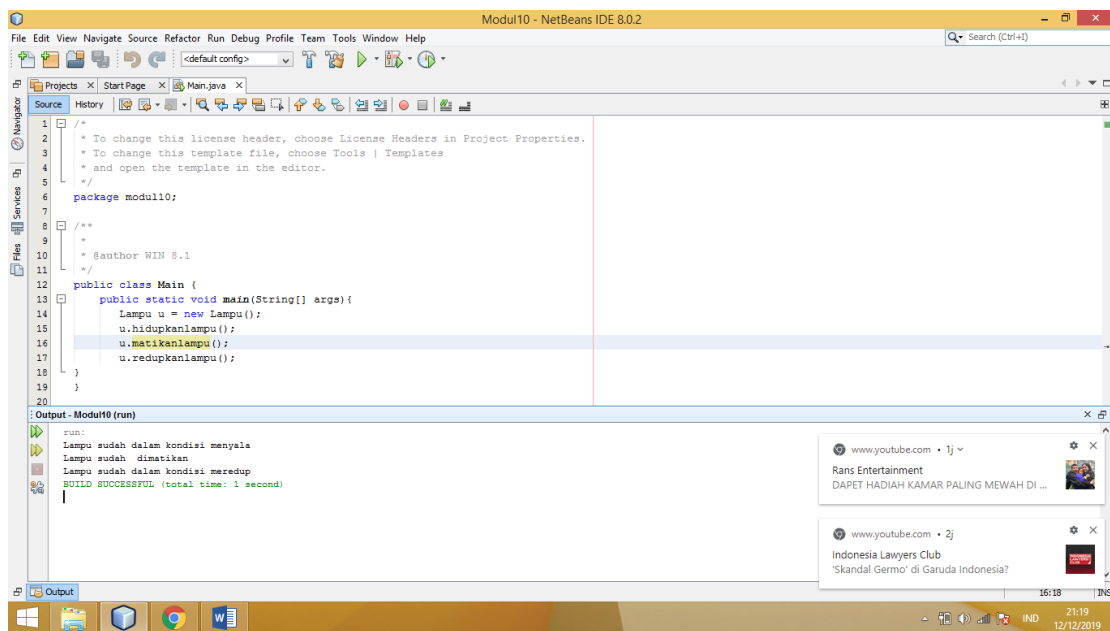 Modul10 - NetBeans IDE 8.0.2
File Edit View Navigate Source Refactor Run Debug Profile Team Tools Window Help
Search (Ctrl+I)
<default config>
Projects Start Page Main.java
Source History
Navigator
Services
Files
1 /*
2 * To change this license header, choose License Headers in Project Properties.
3 * To change this template file, choose Tools | Templates
4 * and open the template in the editor.
5 */
6 package modul10;
7
8 /**
9 *
10 * @author WIN 8.1
11 */
12 public class Main {
13 public static void main(String[] args){
14 Lampu u = new Lampu();
15 u.hidupkanlampu();
16 u.matikanlampu();
17 u.redupkanlampu();
18 }
19 }
20
Output - Modul10 (run)
run:
Lampu sudah dalam kondisi menyala
Lampu sudah dimatikan
Lampu sudah dalam kondisi meredup
BUILD SUCCESSFUL (total time: 1 second)
www.youtube.com • 1j
Rans Entertainment
DAPET HADIAH KAMAR PALING MEWAH DI ...
www.youtube.com • 2j
Indonesia Lawyers Club
'Skandal Germo' di Garuda Indonesia?
Output
16:18 INS
IND
21:19
12/12/2019